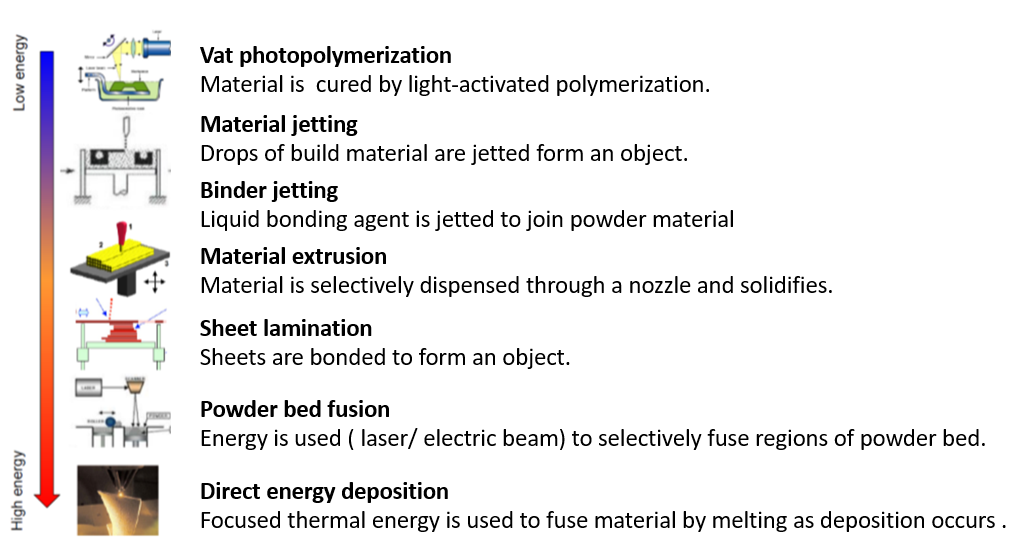 Low energy
Vat photopolymerization
Material is  cured by light-activated polymerization.
Material jetting
Drops of build material are jetted form an object.
Binder jetting
Liquid bonding agent is jetted to join powder material
1
2
3
Material extrusion
Material is selectively dispensed through a nozzle and solidifies.
Sheet lamination
Sheets are bonded to form an object.
Powder bed fusion
Energy is used ( laser/ electric beam) to selectively fuse regions of powder bed.
High energy
Direct energy deposition
Focused thermal energy is used to fuse material by melting as deposition occurs .